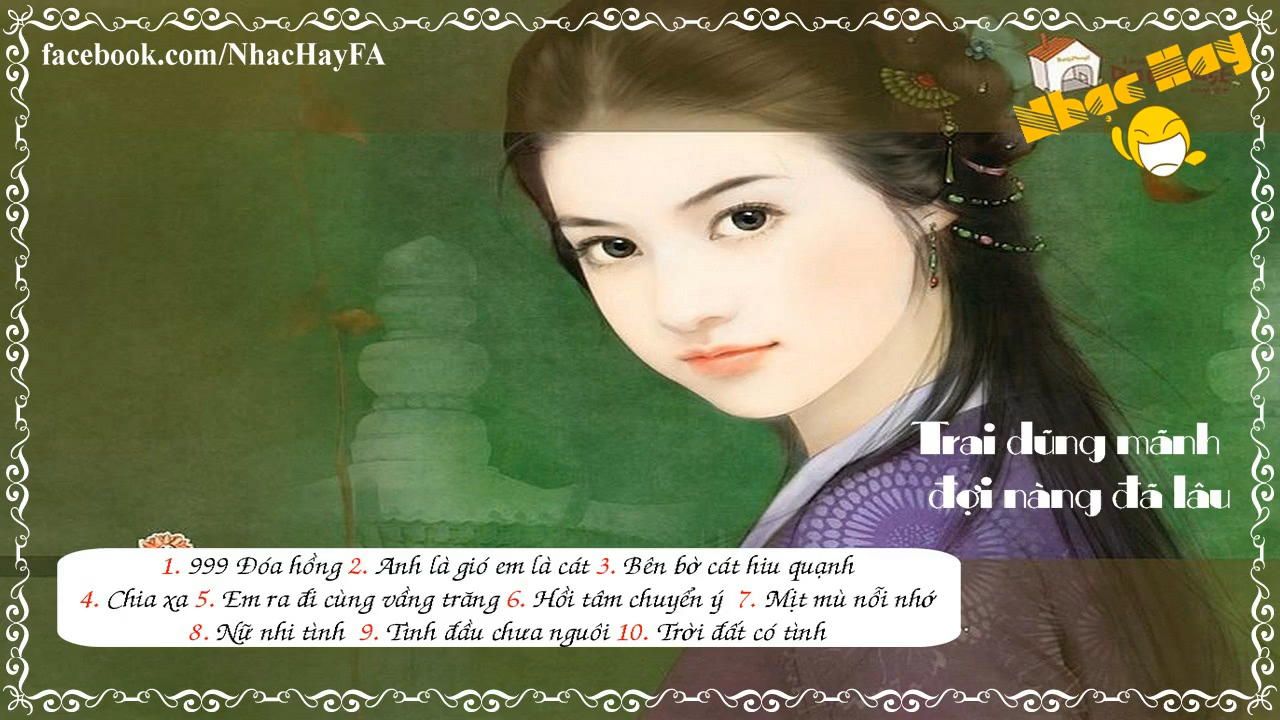 facebook.com/NhacHayFA
Nhạc Hay
Trai dũng mãnh
đợi nàng đã lâu
1. 999 Đóa hồng 2. Anh là gió em là cát 3. Bên bờ cát hiu quạnh
4. Chia xa 5. Em ra đi cùng vầng trăng 6. Hồi tâm chuyển ý 7. Mịt mù nỗi nhớ
8. Nữ nhi tình 9. Tình đầu chưa nguôi 10. Trời đất có tình